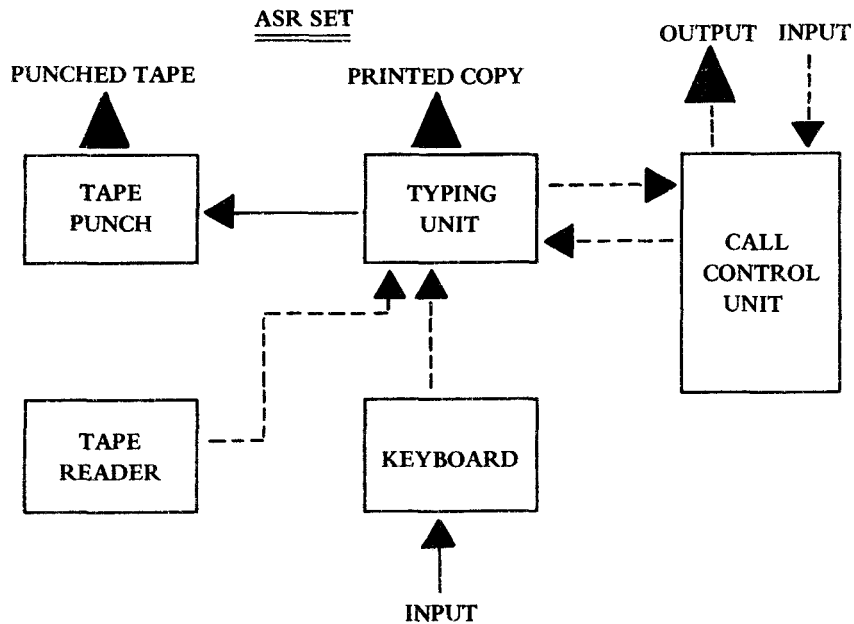 ASR SET
OUTPUT INPUT
PUNCHED TAPE
PRINTED COPY
TAPE
PUNCH
TYPING
UNIT
CALL
CONTROL
UNIT
TAPE
READER
KEYBOARD
INPUT